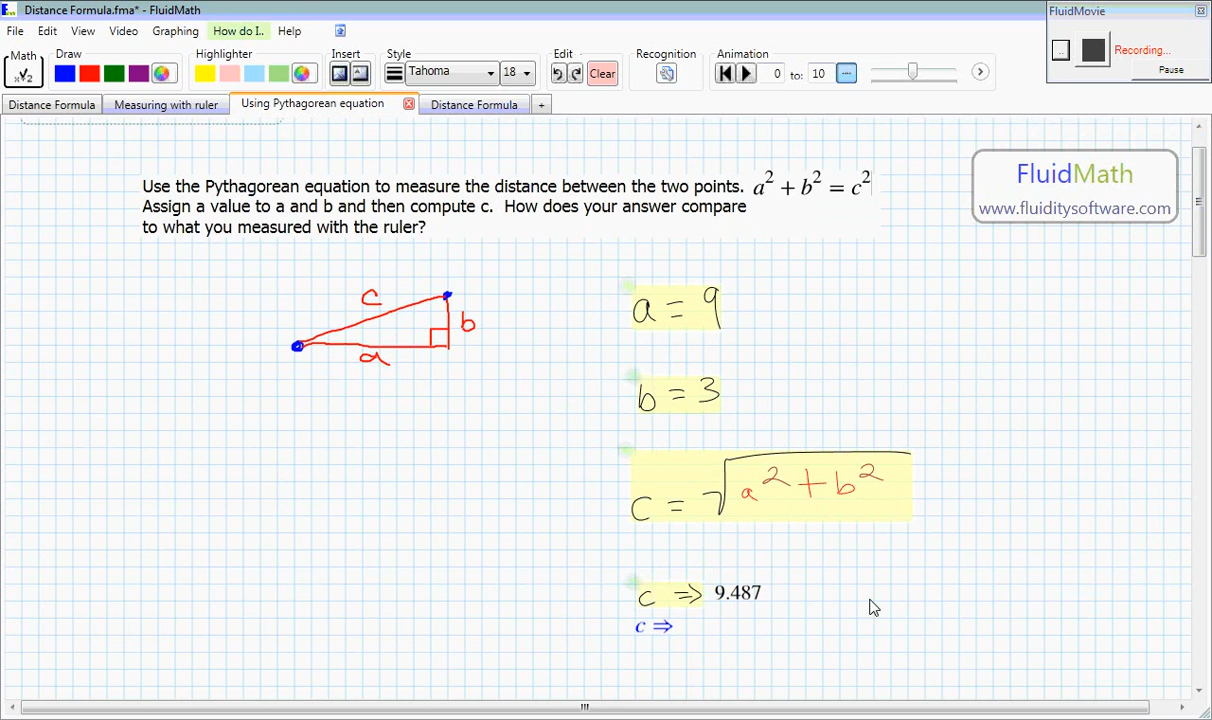 Distance Formula.fma* - FluidMath
FluidMovie
File Edit View Video Graphing How do I.. Help
Recording...
Pause
Math Draw Highlighter Insert Style Edit Recognition Animation
√2 Tahoma 18 Clear 0 to: 10
Distance Formula Measuring with ruler Using Pythagorean equation Distance Formula +
FluidMath
www.fluiditysoftware.com
Use the Pythagorean equation to measure the distance between the two points. a² + b² = c²
Assign a value to a and b and then compute c. How does your answer compare
to what you measured with the ruler?
c
b
a
a = 9
b = 3
c = √a² + b²
c => 9.487
c ⇒